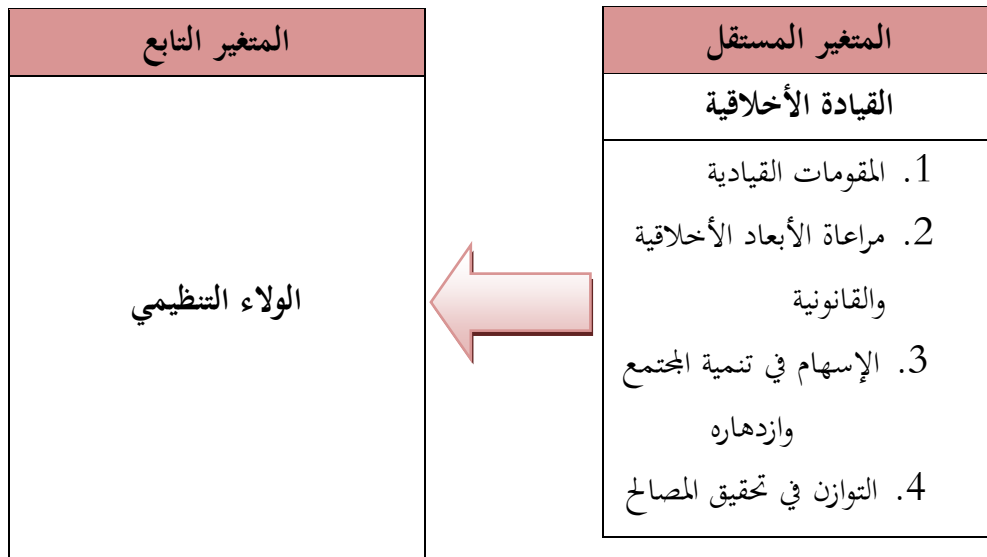 المتغير المستقل
القيادة الأخلاقية
1. المقومات القيادية
2. مراعاة الأبعاد الأخلاقية
والقانونية
3. الإسهام في تنمية المجتمع
وازدهاره
4. التوازن في تحقيق المصالح
المتغير التابع
الولاء التنظيمي